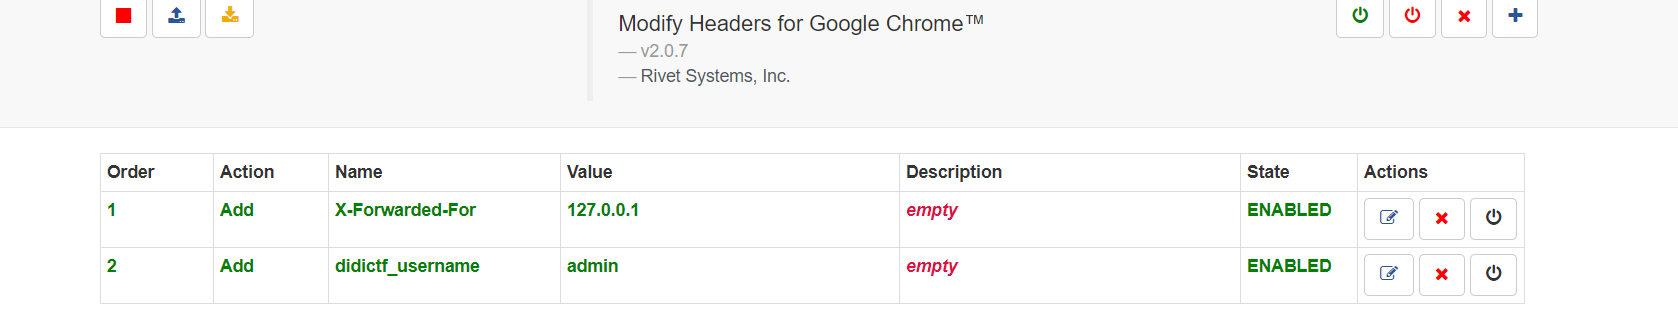 Modify Headers for Google Chrome™
— v2.0.7
— Rivet Systems, Inc.
Order Action Name Value Description State Actions
1 Add X-Forwarded-For 127.0.0.1 empty ENABLED
2 Add didictf_username admin empty ENABLED